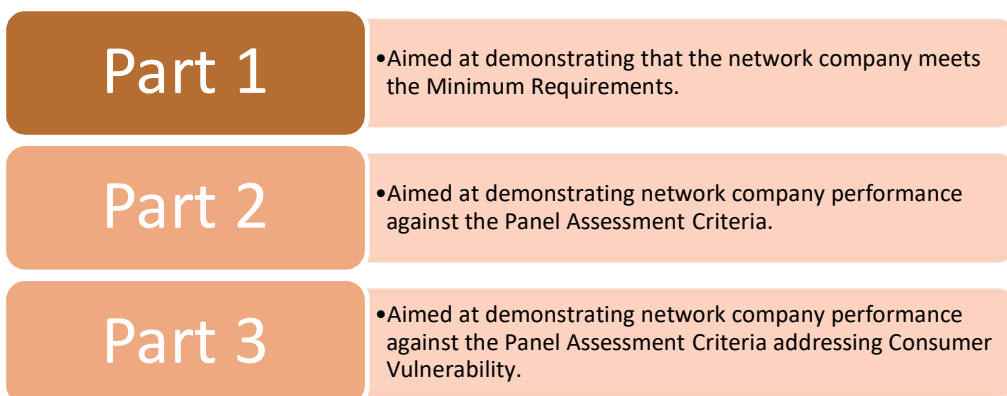 Part 1
•Aimed at demonstrating that the network company meets
the Minimum Requirements.
Part 2
•Aimed at demonstrating network company performance
against the Panel Assessment Criteria.
Part 3
•Aimed at demonstrating network company performance
against the Panel Assessment Criteria addressing Consumer
Vulnerability.